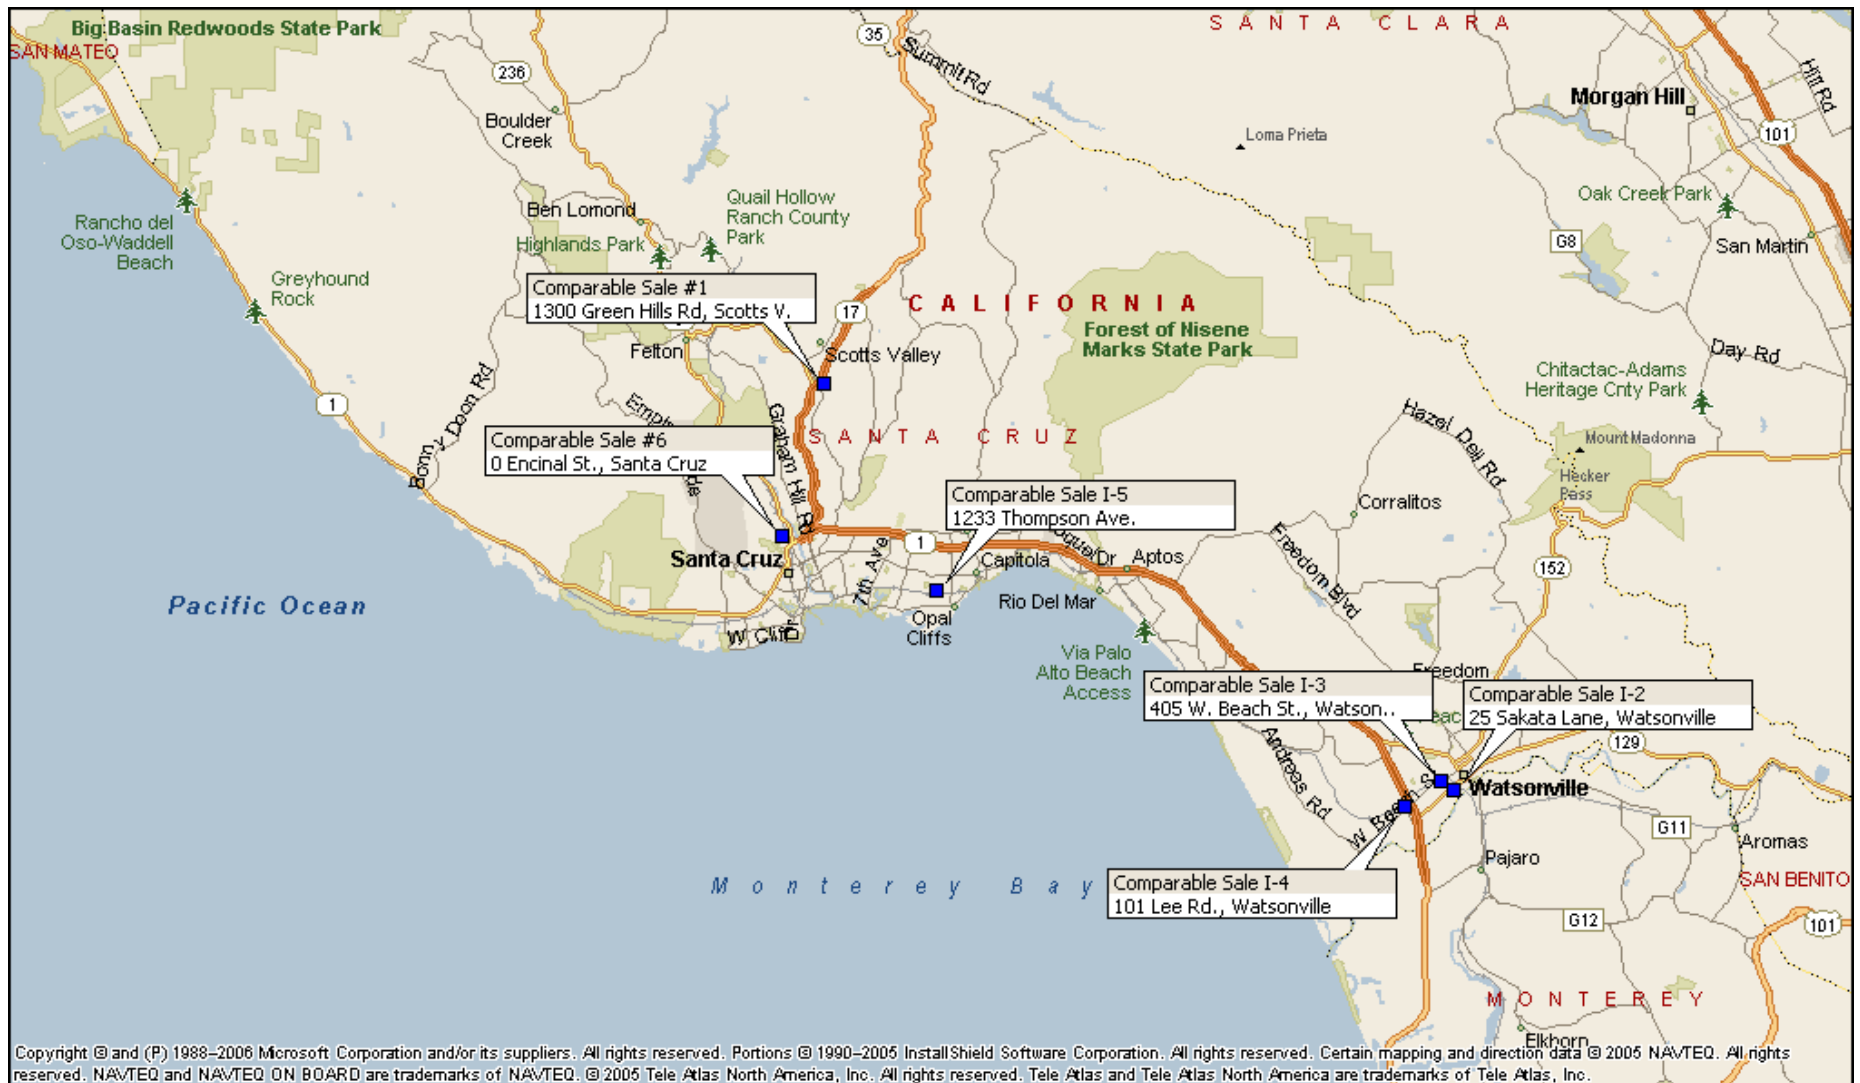 Big Basin Redwoods State Park
SAN MATEO
SANTA CLARA
35
Summit Rd
236
Boulder
Creek
Morgan Hill
Hill Rd
101
Loma Prieta
Rancho del
Oso-Waddell
Beach
Ben Lomond
Highlands Park
Quail Hollow
Ranch County
Park
Oak Creek Park
G8
San Martin
Greyhound
Rock
Comparable Sale #1
1300 Green Hills Rd, Scotts V.
17
CALIFORNIA
Forest of Nisene
Marks State Park
Felton
Scotts Valley
Day Rd
Chitactac-Adams
Heritage Cnty Park
1
Bonny Doon Rd
Graham Hill Rd
SANTA CRUZ
Hazel Dell Rd
Mount Madonna
Hecker
Pass
Comparable Sale #6
0 Encinal St., Santa Cruz
Comparable Sale I-5
1233 Thompson Ave.
Corralitos
Santa Cruz
7th Ave
1
Capitola
Dr
Aptos
Freedom Blvd
152
Pacific Ocean
Rio Del Mar
Opal
Cliffs
W Cliff Dr
Via Palo
Alto Beach
Access
Freedom
Comparable Sale I-3
405 W. Beach St., Watson..
Comparable Sale I-2
25 Sakata Lane, Watsonville
129
Andreas Rd
W Beach S
Watsonville
G11
Aromas
Pajaro
SAN BENITO
Monterey Bay
Comparable Sale I-4
101 Lee Rd., Watsonville
G12
101
MONTEREY
Elkhorn
Copyright © and (P) 1988–2006 Microsoft Corporation and/or its suppliers. All rights reserved. Portions © 1990–2005 InstallShield Software Corporation. All rights reserved. Certain mapping and direction data © 2005 NAVTEQ. All rights
reserved. NAVTEQ and NAVTEQ ON BOARD are trademarks of NAVTEQ. © 2005 Tele Atlas North America, Inc. All rights reserved. Tele Atlas and Tele Atlas North America are trademarks of Tele Atlas, Inc.